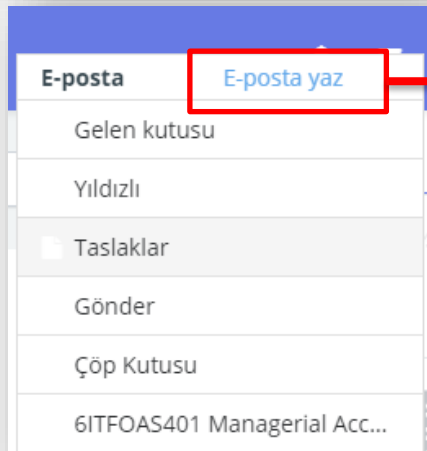 E-posta E-posta yaz
Gelen kutusu
Yıldızlı
Taslaklar
Gönder
Çöp Kutusu
6ITFOAS401 Managerial Acc...